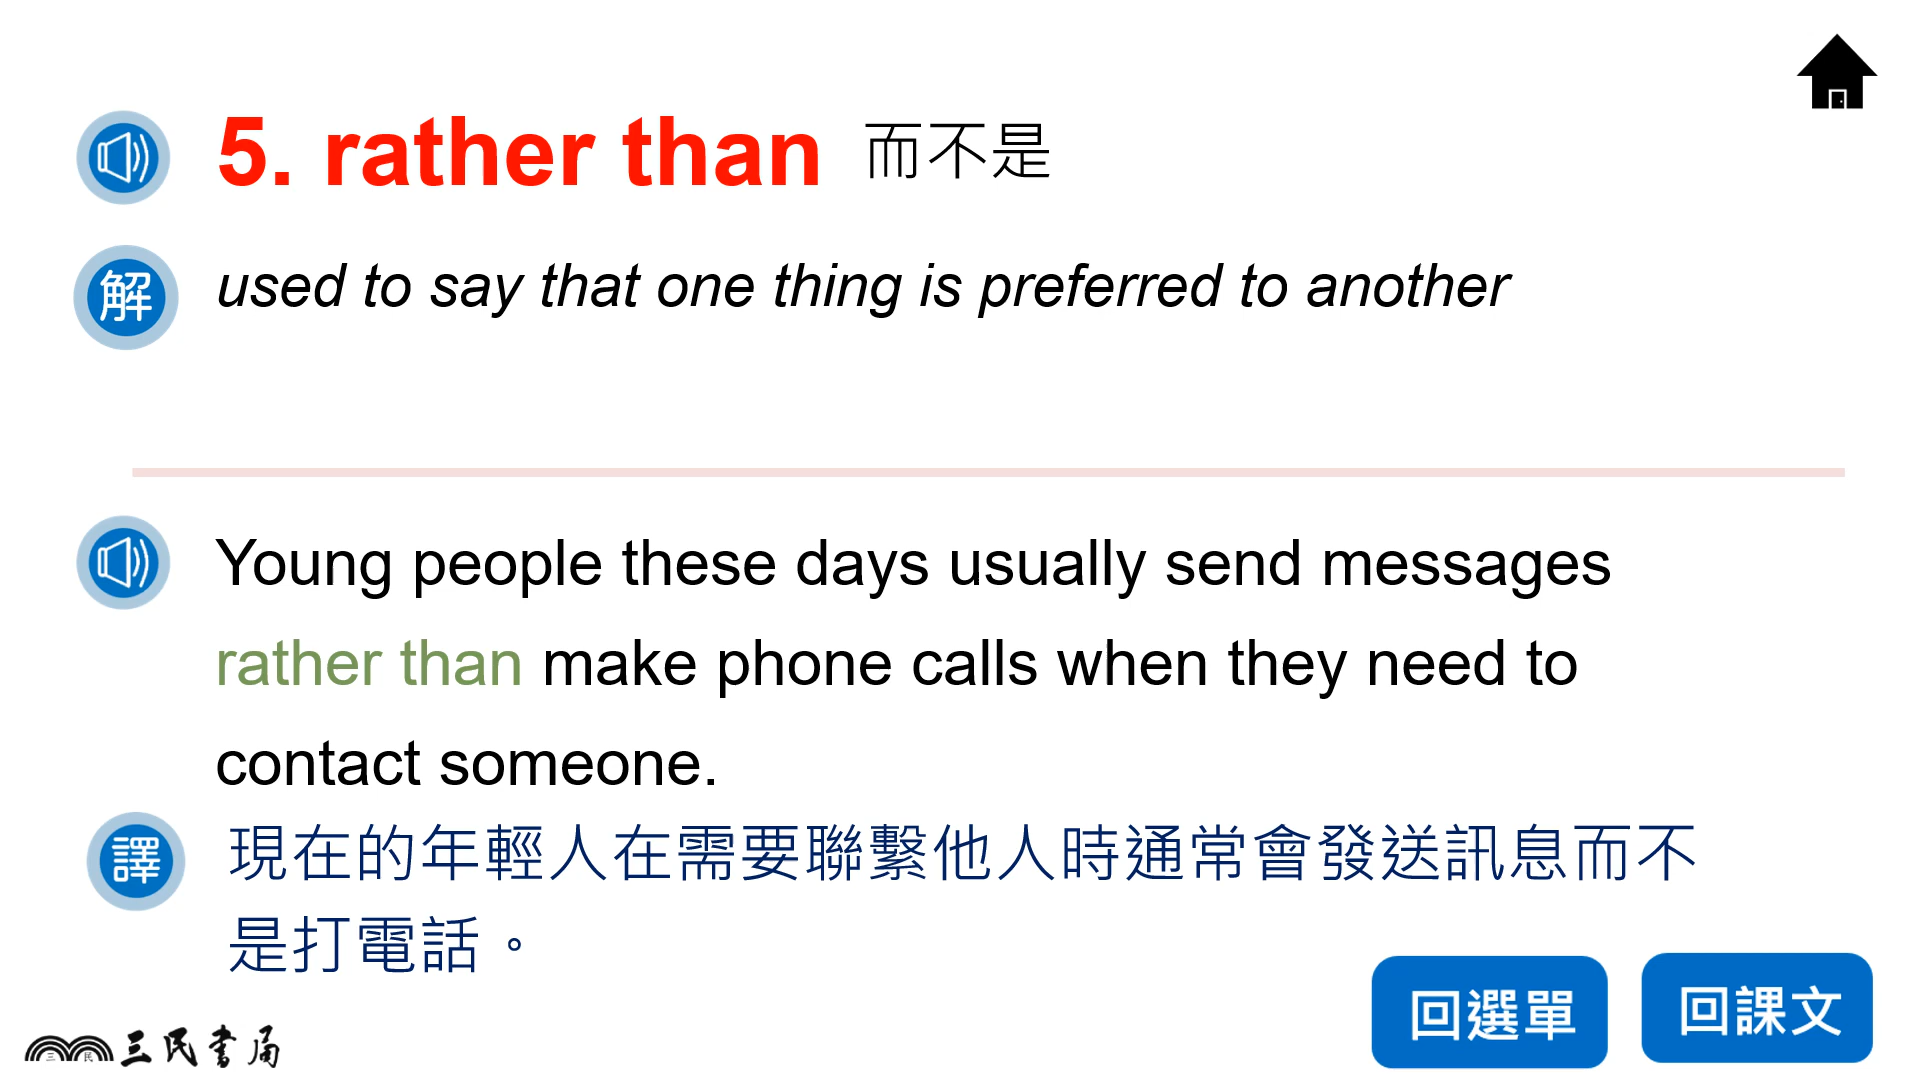 5. rather than 而不是
解 used to say that one thing is preferred to another
Young people these days usually send messages
rather than make phone calls when they need to
contact someone.
譯 現在的年輕人在需要聯繫他人時通常會發送訊息而不
是打電話。
回選單 回課文
三民 三民書局